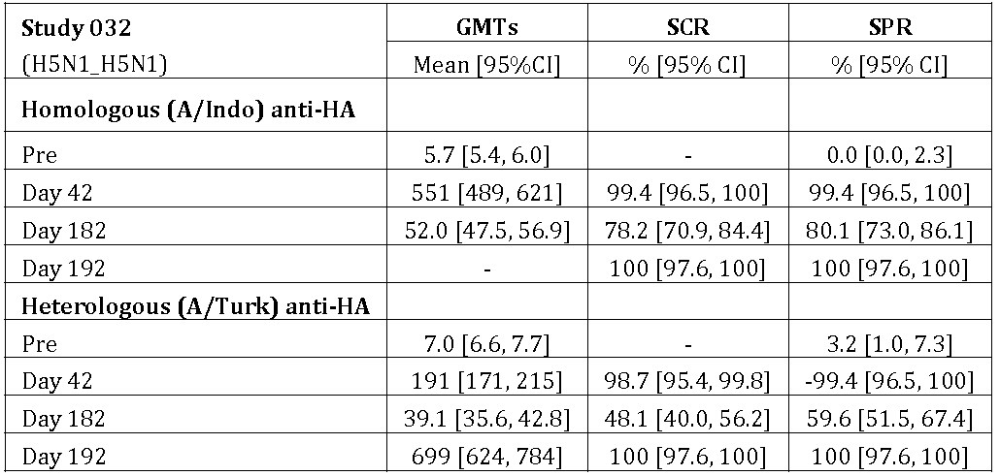 Study 032 GMTs SCR SPR
(H5N1_H5N1) Mean [95%CI] % [95% CI] % [95% CI]
Homologous (A/Indo) anti-HA
Pre 5.7 [5.4, 6.0] - 0.0 [0.0, 2.3]
Day 42 551 [489, 621] 99.4 [96.5, 100] 99.4 [96.5, 100]
Day 182 52.0 [47.5, 56.9] 78.2 [70.9, 84.4] 80.1 [73.0, 86.1]
Day 192 - 100 [97.6, 100] 100 [97.6, 100]
Heterologous (A/Turk) anti-HA
Pre 7.0 [6.6, 7.7] - 3.2 [1.0, 7.3]
Day 42 191 [171, 215] 98.7 [95.4, 99.8] -99.4 [96.5, 100]
Day 182 39.1 [35.6, 42.8] 48.1 [40.0, 56.2] 59.6 [51.5, 67.4]
Day 192 699 [624, 784] 100 [97.6, 100] 100 [97.6, 100]